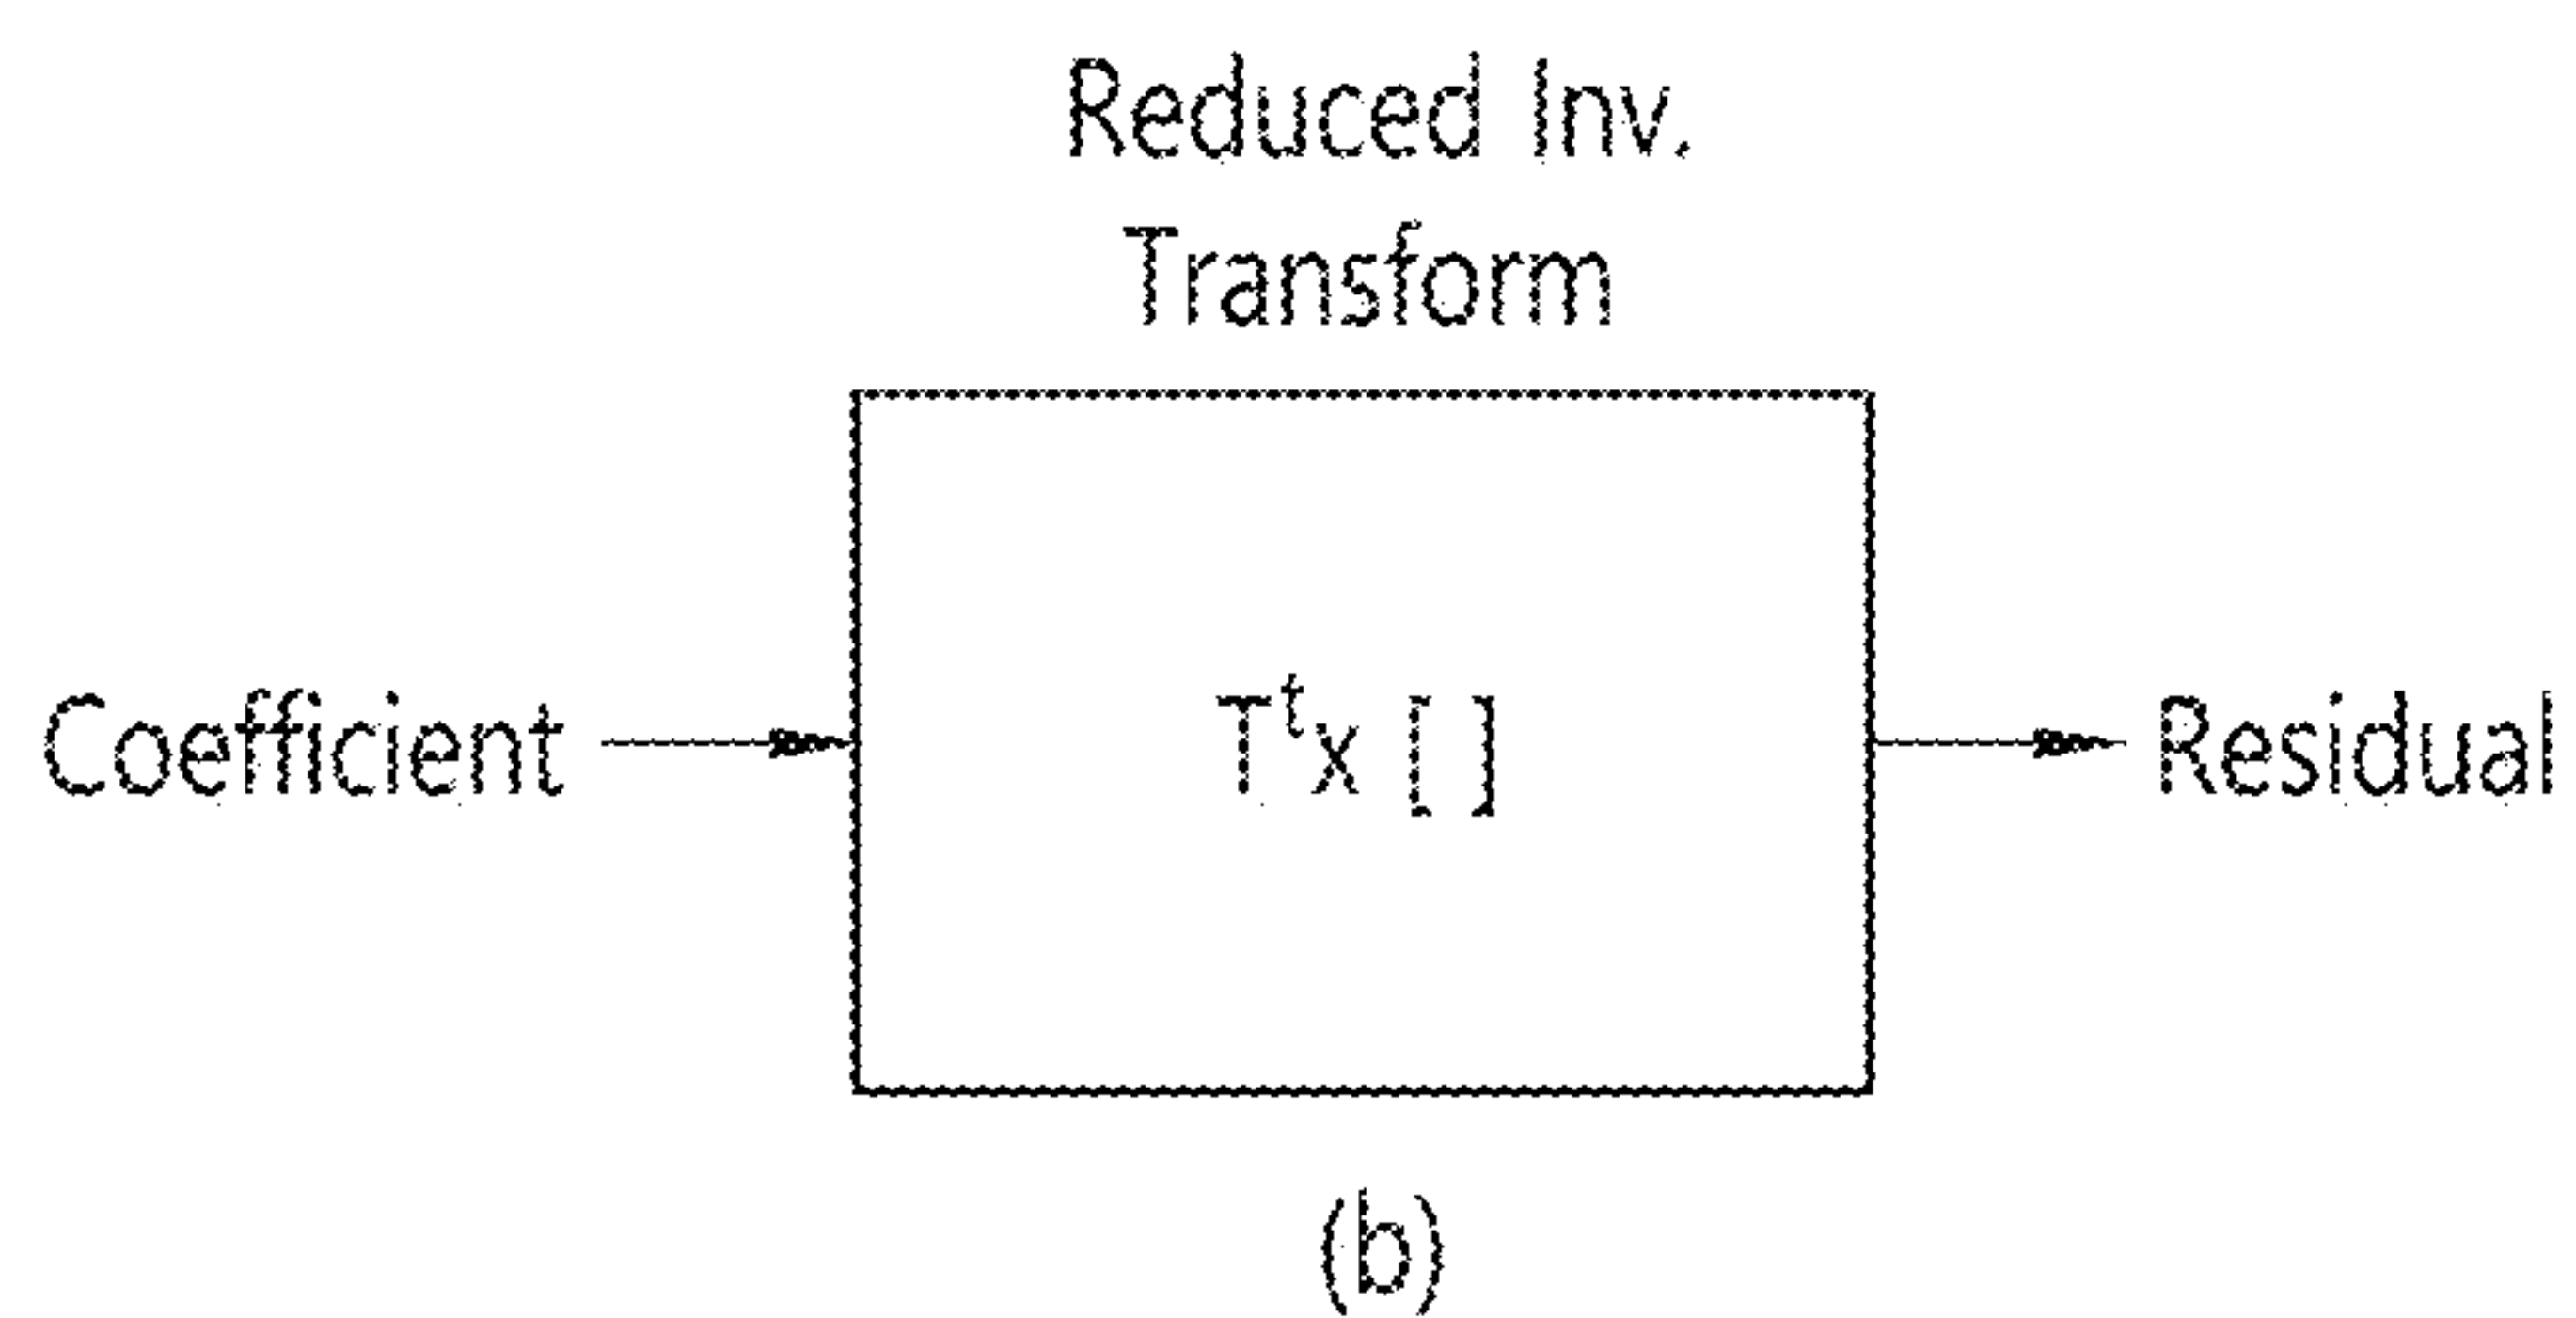 Reduced Inv.
Transform
Coefficient
Tᵗx [ ]
Residual
(b)